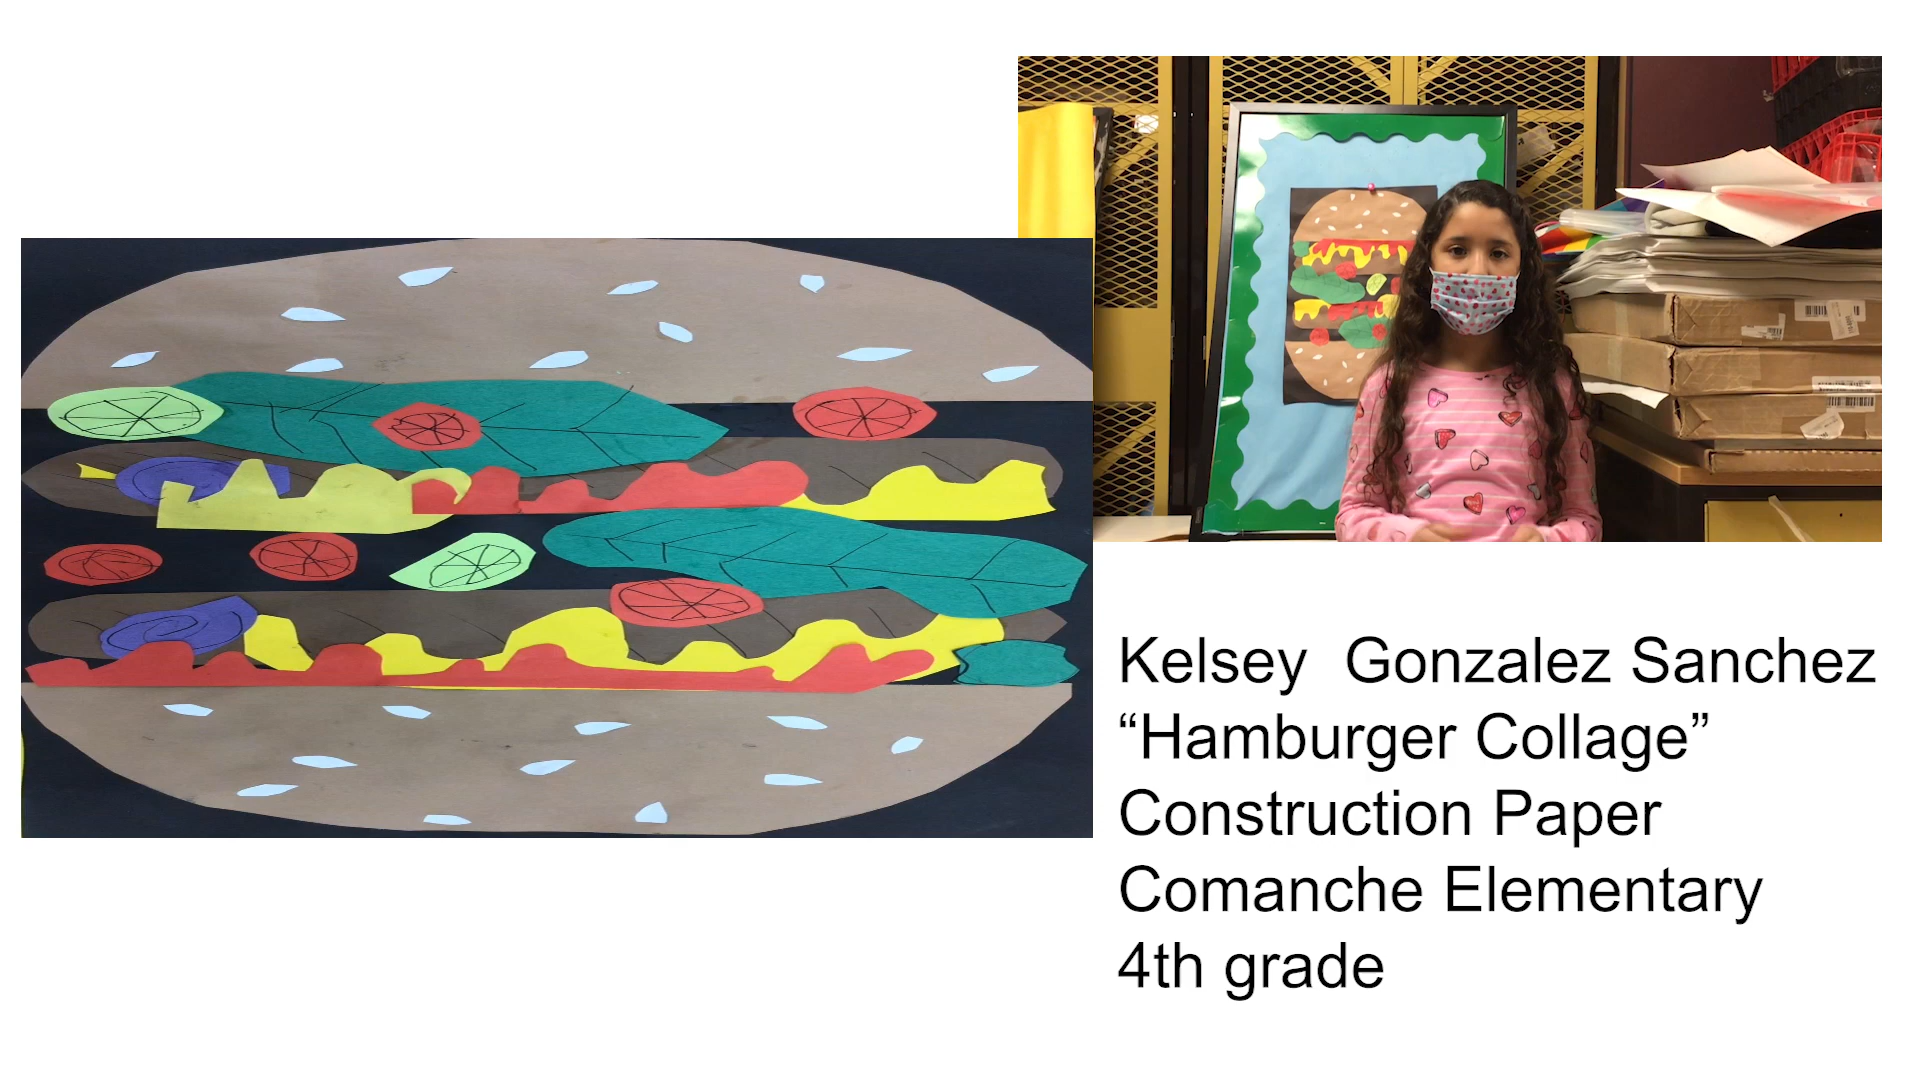 Kelsey  Gonzalez Sanchez
“Hamburger Collage”
Construction Paper
Comanche Elementary
4th grade